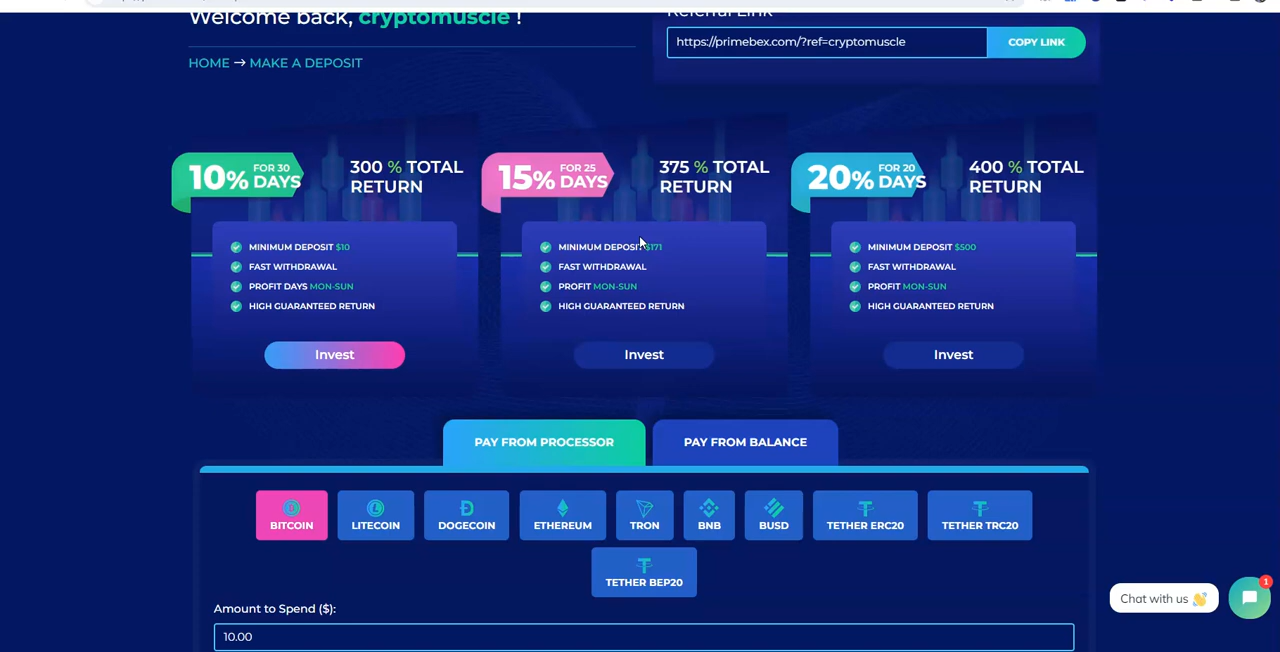 Welcome back, cryptomuscle !
Referral Link
https://primebex.com/?ref=cryptomuscle
COPY LINK
HOME → MAKE A DEPOSIT
10% FOR 30 DAYS
300 % TOTAL
RETURN
MINIMUM DEPOSIT $10
FAST WITHDRAWAL
PROFIT DAYS MON-SUN
HIGH GUARANTEED RETURN
Invest
15% FOR 25 DAYS
375 % TOTAL
RETURN
MINIMUM DEPOSIT $171
FAST WITHDRAWAL
PROFIT MON-SUN
HIGH GUARANTEED RETURN
Invest
20% FOR 20 DAYS
400 % TOTAL
RETURN
MINIMUM DEPOSIT $500
FAST WITHDRAWAL
PROFIT MON-SUN
HIGH GUARANTEED RETURN
Invest
PAY FROM PROCESSOR
PAY FROM BALANCE
BITCOIN
LITECOIN
DOGECOIN
ETHEREUM
TRON
BNB
BUSD
TETHER ERC20
TETHER TRC20
TETHER BEP20
Amount to Spend ($):
10.00
Chat with us 👋
1